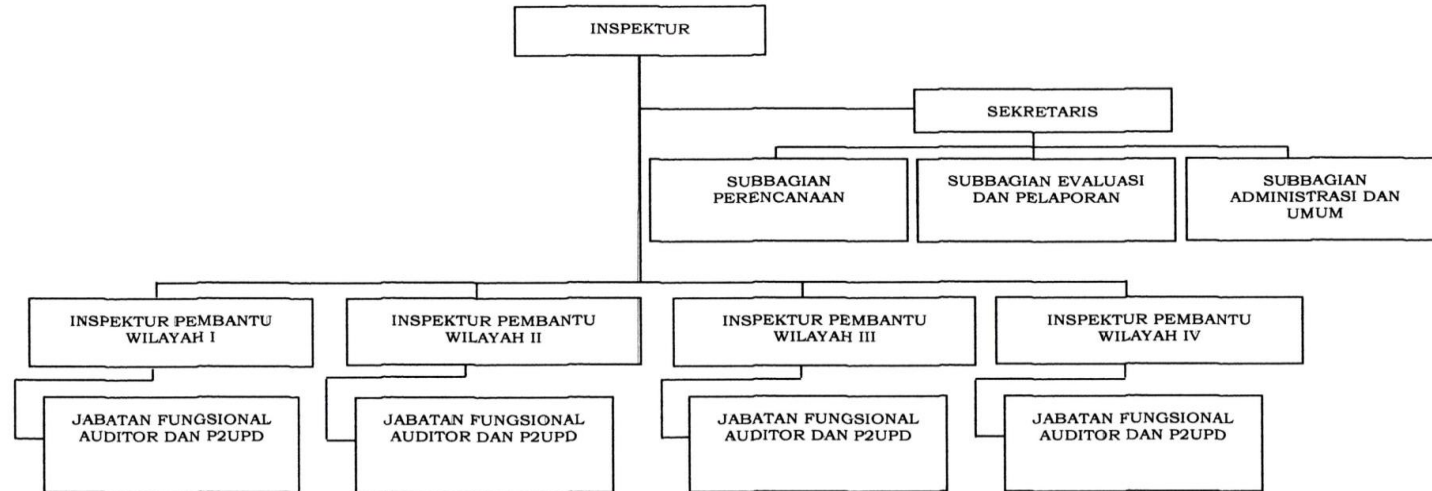 INSPEKTUR
SEKRETARIS
SUBBAGIAN
PERENCANAAN
SUBBAGIAN EVALUASI
DAN PELAPORAN
SUBBAGIAN
ADMINISTRASI DAN
UMUM
INSPEKTUR PEMBANTU
WILAYAH I
INSPEKTUR PEMBANTU
WILAYAH II
INSPEKTUR PEMBANTU
WILAYAH III
INSPEKTUR PEMBANTU
WILAYAH IV
JABATAN FUNGSIONAL
AUDITOR DAN P2UPD
JABATAN FUNGSIONAL
AUDITOR DAN P2UPD
JABATAN FUNGSIONAL
AUDITOR DAN P2UPD
JABATAN FUNGSIONAL
AUDITOR DAN P2UPD